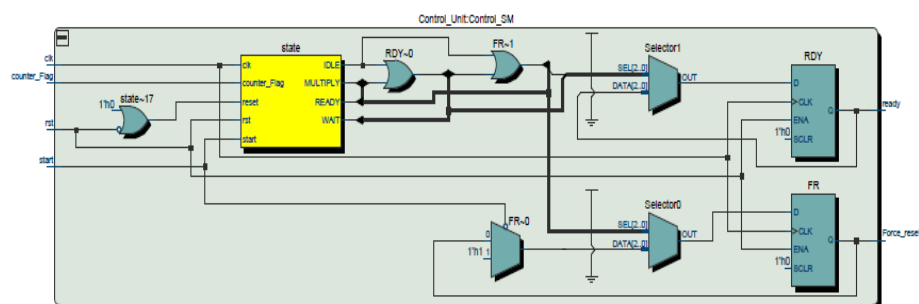 Control_Unit:Control_SM
clk
counter_Flag
rst
start
1'h0
state~17
state
clk
counter_Flag
reset
rst
start
IDLE
MULTIPLY
READY
WAIT
RDY~0
FR~1
Selector1
SEL[2..0]
DATA[2..0]
OUT
RDY
D
CLK
ENA
1'h0
SCLR
Q
ready
FR~0
0
1'h1
1
Selector0
SEL[2..0]
DATA[2..0]
OUT
FR
D
CLK
ENA
1'h0
SCLR
Q
Force_reset